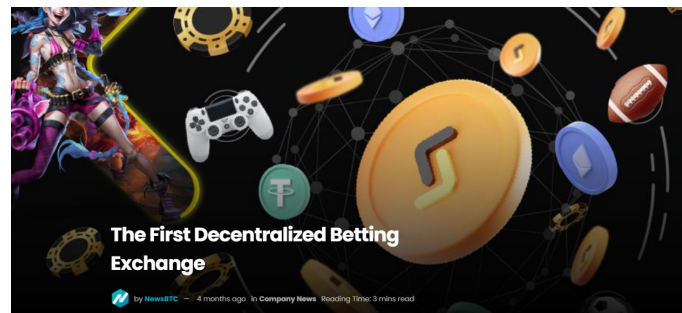 The First Decentralized Betting
Exchange
by NewsBTC — 4 months ago in Company News Reading Time: 3 mins read